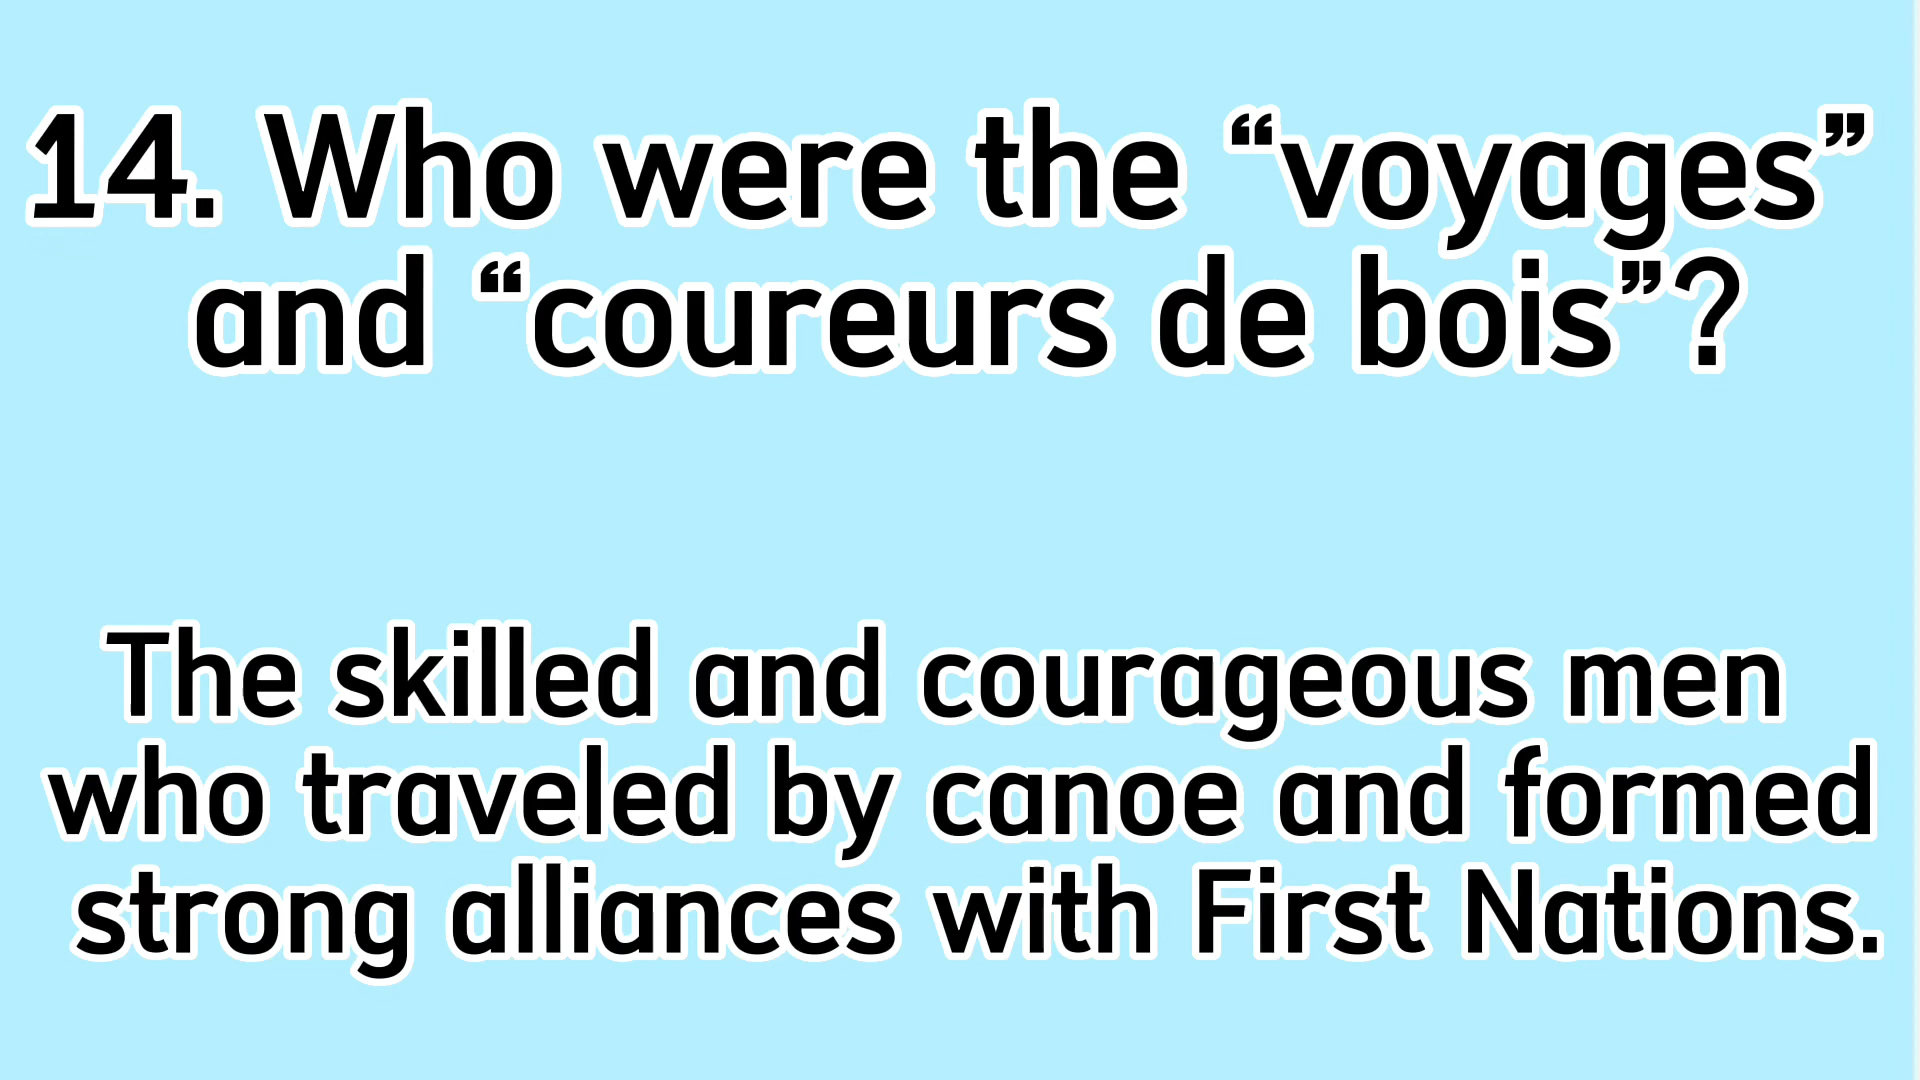 14. Who were the “voyages”
and “coureurs de bois”?
The skilled and courageous men
who traveled by canoe and formed
strong alliances with First Nations.